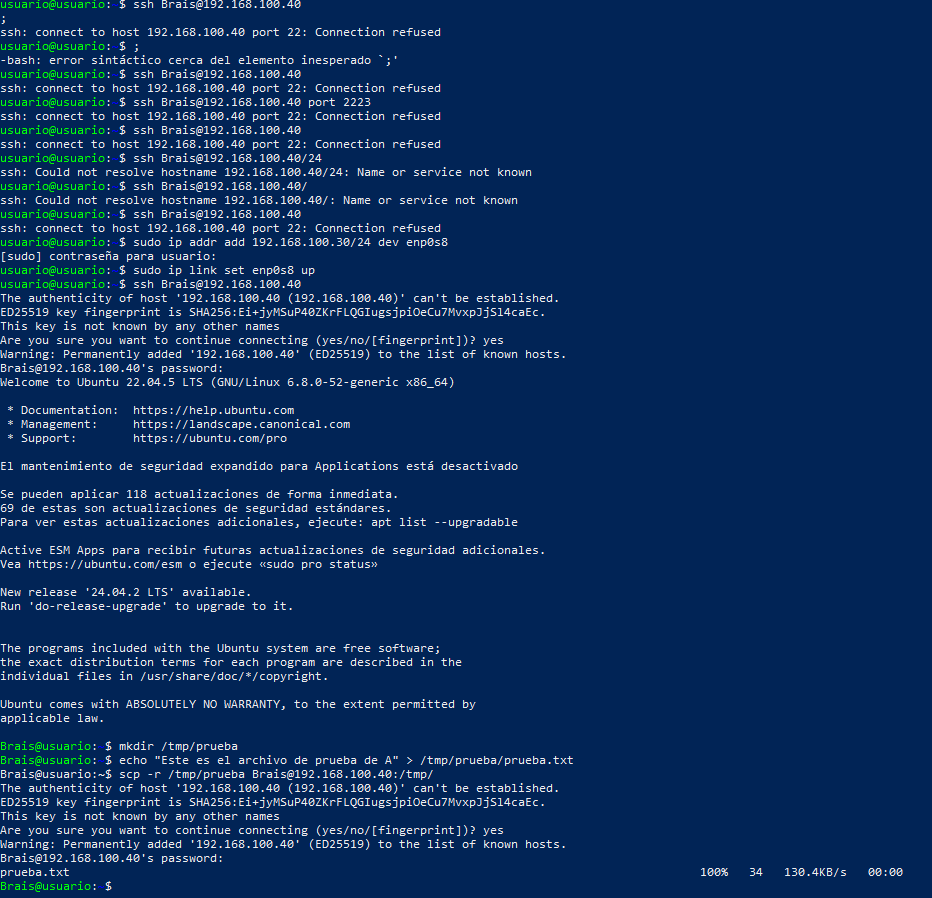 usuario@usuario: $ ssh Brais@192.168.100.40
;
ssh: connect to host 192.168.100.40 port 22: Connection refused
usuario@usuario: $ ;
-bash: error sintáctico cerca del elemento inesperado `;'
usuario@usuario: $ ssh Brais@192.168.100.40
ssh: connect to host 192.168.100.40 port 22: Connection refused
usuario@usuario: $ ssh Brais@192.168.100.40 port 2223
ssh: connect to host 192.168.100.40 port 22: Connection refused
usuario@usuario: $ ssh Brais@192.168.100.40
ssh: connect to host 192.168.100.40 port 22: Connection refused
usuario@usuario: $ ssh Brais@192.168.100.40/24
ssh: Could not resolve hostname 192.168.100.40/24: Name or service not known
usuario@usuario: $ ssh Brais@192.168.100.40/
ssh: Could not resolve hostname 192.168.100.40/: Name or service not known
usuario@usuario: $ ssh Brais@192.168.100.40
ssh: connect to host 192.168.100.40 port 22: Connection refused
usuario@usuario: $ sudo ip addr add 192.168.100.30/24 dev enp0s8
[sudo] contraseña para usuario:
usuario@usuario: $ sudo ip link set enp0s8 up
usuario@usuario: $ ssh Brais@192.168.100.40
The authenticity of host '192.168.100.40 (192.168.100.40)' can't be established.
ED25519 key fingerprint is SHA256:Ei+jyMSuP40ZKrFLQGIugsjpiOeCu7MvxpJjSl4caEc.
This key is not known by any other names
Are you sure you want to continue connecting (yes/no/[fingerprint])? yes
Warning: Permanently added '192.168.100.40' (ED25519) to the list of known hosts.
Brais@192.168.100.40's password:
Welcome to Ubuntu 22.04.5 LTS (GNU/Linux 6.8.0-52-generic x86_64)

 * Documentation:  https://help.ubuntu.com
 * Management:     https://landscape.canonical.com
 * Support:        https://ubuntu.com/pro

El mantenimiento de seguridad expandido para Applications está desactivado

Se pueden aplicar 118 actualizaciones de forma inmediata.
69 de estas son actualizaciones de seguridad estándares.
Para ver estas actualizaciones adicionales, ejecute: apt list --upgradable

Active ESM Apps para recibir futuras actualizaciones de seguridad adicionales.
Vea https://ubuntu.com/esm o ejecute «sudo pro status»

New release '24.04.2 LTS' available.
Run 'do-release-upgrade' to upgrade to it.

The programs included with the Ubuntu system are free software;
the exact distribution terms for each program are described in the
individual files in /usr/share/doc/*/copyright.

Ubuntu comes with ABSOLUTELY NO WARRANTY, to the extent permitted by
applicable law.

Brais@usuario: $ mkdir /tmp/prueba
Brais@usuario: $ echo "Este es el archivo de prueba de A" > /tmp/prueba/prueba.txt
Brais@usuario:~$ scp -r /tmp/prueba Brais@192.168.100.40:/tmp/
The authenticity of host '192.168.100.40 (192.168.100.40)' can't be established.
ED25519 key fingerprint is SHA256:Ei+jyMSuP40ZKrFLQGIugsjpiOeCu7MvxpJjSl4caEc.
This key is not known by any other names
Are you sure you want to continue connecting (yes/no/[fingerprint])? yes
Warning: Permanently added '192.168.100.40' (ED25519) to the list of known hosts.
Brais@192.168.100.40's password:
prueba.txt 100% 34 130.4KB/s 00:00
Brais@usuario: $